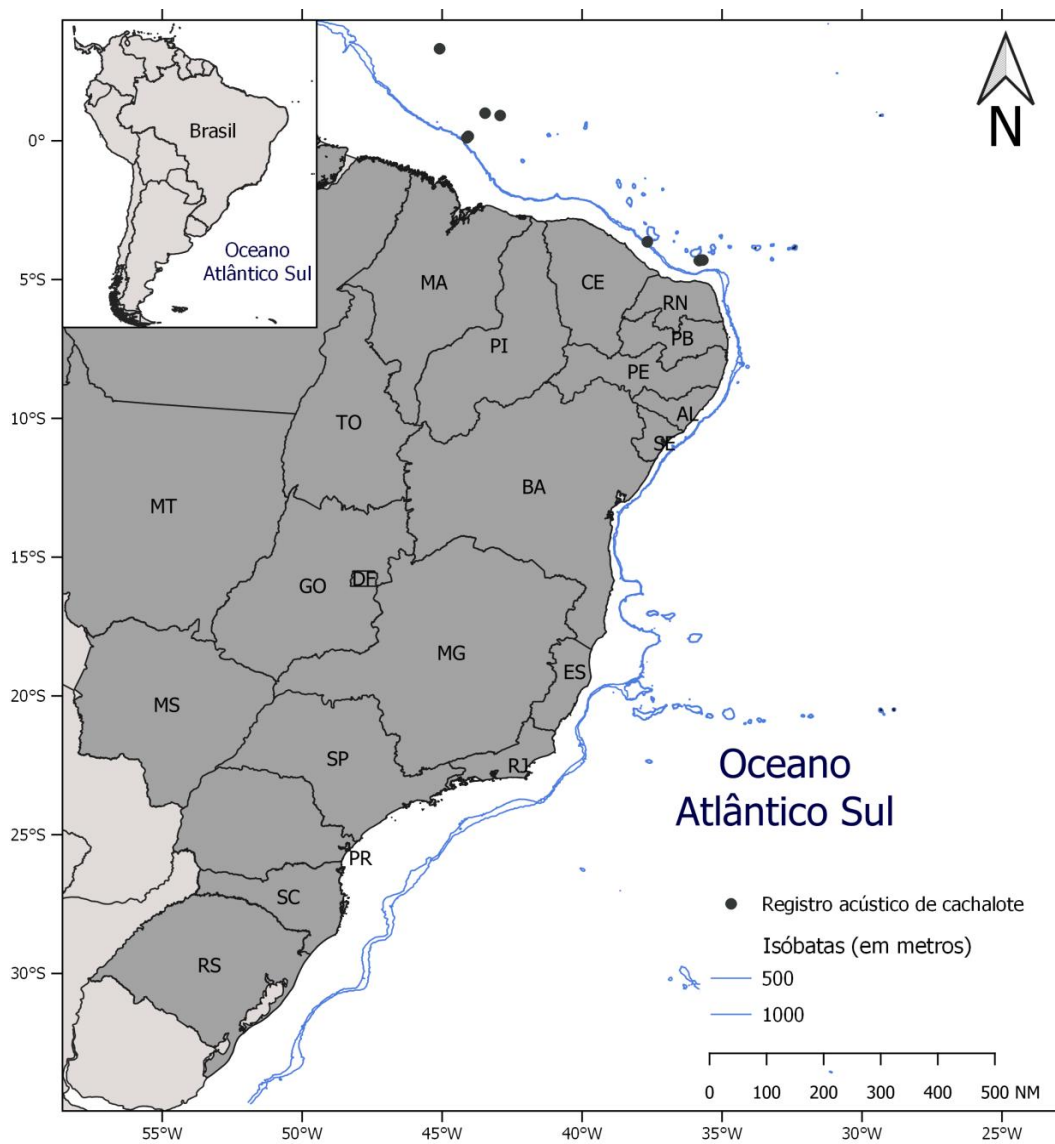 Brasil
Oceano
Atlântico Sul
N
0°
5°S
10°S
15°S
20°S
25°S
30°S
MA
CE
RN
PI
PB
PE
TO
AL
SE
BA
MT
GO
DF
MG
ES
MS
SP
RJ
PR
SC
RS
Oceano
Atlântico Sul
Registro acústico de cachalote
Isóbatas (em metros)
500
1000
0 100 200 300 400 500 NM
55°W 50°W 45°W 40°W 35°W 30°W 25°W